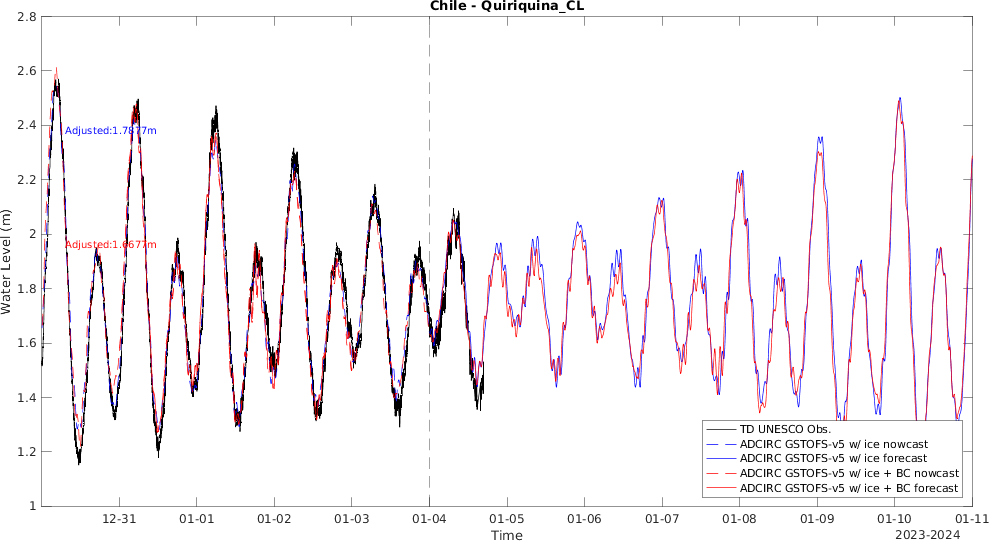 Chile - Quiriquina_CL
2.8
2.6
2.4
2.2
2
1.8
1.6
1.4
1.2
1
Water Level (m)
Adjusted:1.7877m
Adjusted:1.6677m
TD UNESCO Obs.
ADCIRC GSTOFS-v5 w/ ice nowcast
ADCIRC GSTOFS-v5 w/ ice forecast
ADCIRC GSTOFS-v5 w/ ice + BC nowcast
ADCIRC GSTOFS-v5 w/ ice + BC forecast
12-31 01-01 01-02 01-03 01-04 01-05 01-06 01-07 01-08 01-09 01-10 01-11
Time
2023-2024